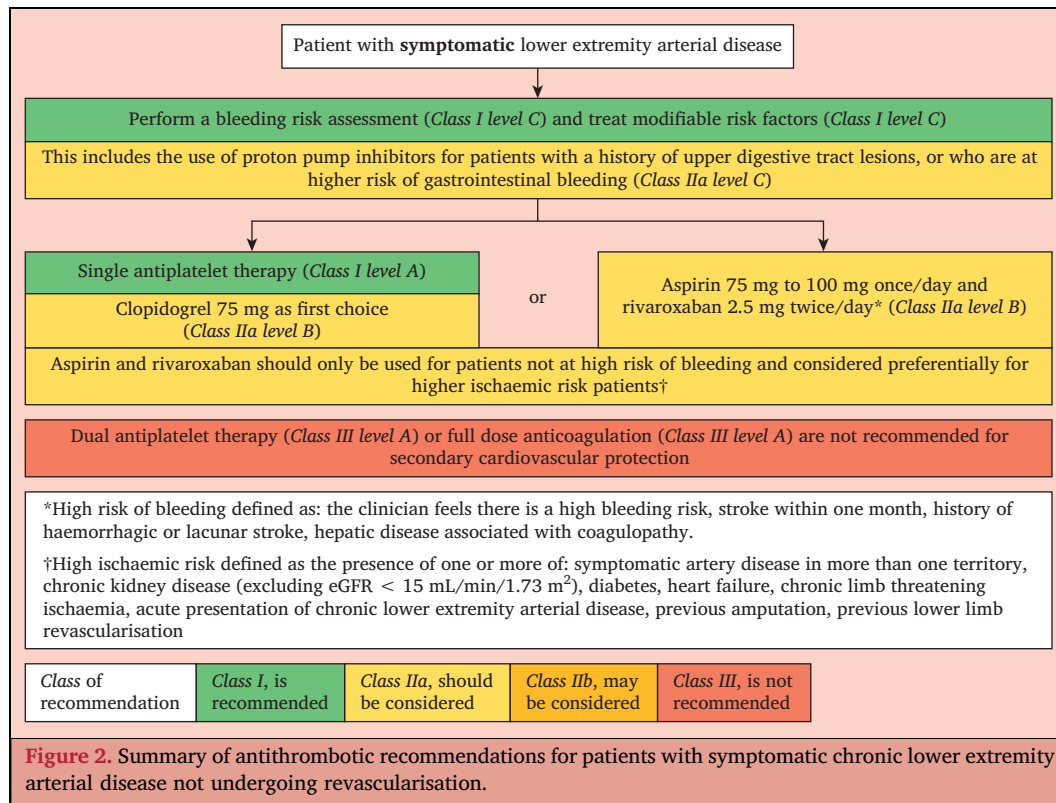 Patient with symptomatic lower extremity arterial disease
Perform a bleeding risk assessment (Class I level C) and treat modifiable risk factors (Class I level C)
This includes the use of proton pump inhibitors for patients with a history of upper digestive tract lesions, or who are at
higher risk of gastrointestinal bleeding (Class IIa level C)
Single antiplatelet therapy (Class I level A)
Clopidogrel 75 mg as first choice
(Class IIa level B)
or
Aspirin 75 mg to 100 mg once/day and
rivaroxaban 2.5 mg twice/day* (Class IIa level B)
Aspirin and rivaroxaban should only be used for patients not at high risk of bleeding and considered preferentially for
higher ischaemic risk patients†
Dual antiplatelet therapy (Class III level A) or full dose anticoagulation (Class III level A) are not recommended for
secondary cardiovascular protection
*High risk of bleeding defined as: the clinician feels there is a high bleeding risk, stroke within one month, history of
haemorrhagic or lacunar stroke, hepatic disease associated with coagulopathy.
†High ischaemic risk defined as the presence of one or more of: symptomatic artery disease in more than one territory,
chronic kidney disease (excluding eGFR < 15 mL/min/1.73 m²), diabetes, heart failure, chronic limb threatening
ischaemia, acute presentation of chronic lower extremity arterial disease, previous amputation, previous lower limb
revascularisation
Class of
recommendation
Class I, is
recommended
Class IIa, should
be considered
Class IIb, may
be considered
Class III, is not
recommended
Figure 2. Summary of antithrombotic recommendations for patients with symptomatic chronic lower extremity
arterial disease not undergoing revascularisation.